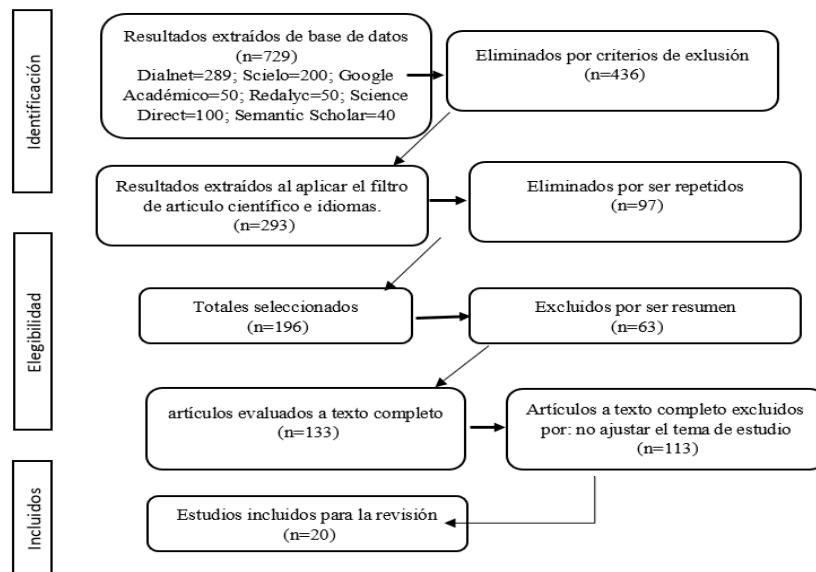 Identificación
Resultados extraídos de base de datos
(n=729)
Dialnet=289; Scielo=200; Google
Académico=50; Redalyc=50; Science
Direct=100; Semantic Scholar=40
Eliminados por criterios de exlusión
(n=436)
Resultados extraídos al aplicar el filtro
de articulo científico e idiomas.
(n=293)
Eliminados por ser repetidos
(n=97)
Elegibilidad
Totales seleccionados
(n=196)
Excluidos por ser resumen
(n=63)
artículos evaluados a texto completo
(n=133)
Artículos a texto completo excluidos
por: no ajustar el tema de estudio
(n=113)
Incluidos
Estudios incluidos para la revisión
(n=20)